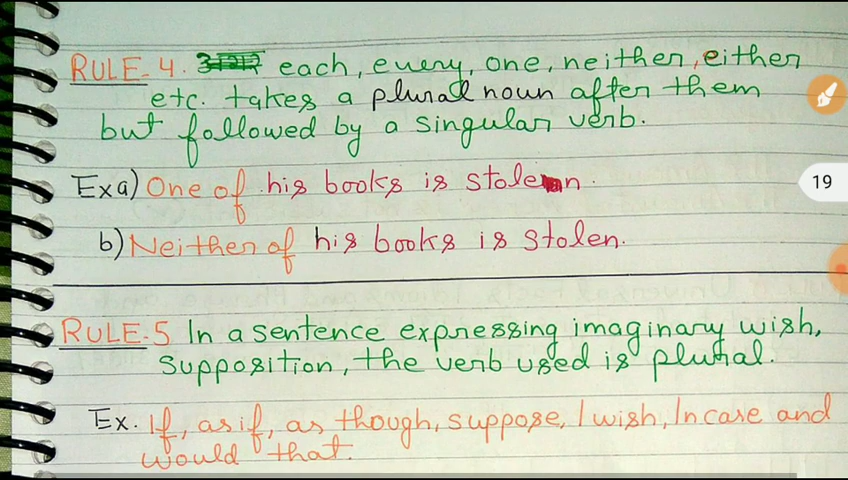 RULE-4. each, every, one, neither, either
etc. takes a plural noun after them
but followed by a singular verb.
Ex a) One of his books is stolen.
19
b) Neither of his books is stolen.
RULE-5 In a sentence expressing imaginary wish,
supposition, the verb used is plural.
Ex. If, as if, as though, suppose, I wish, In case and
would that.